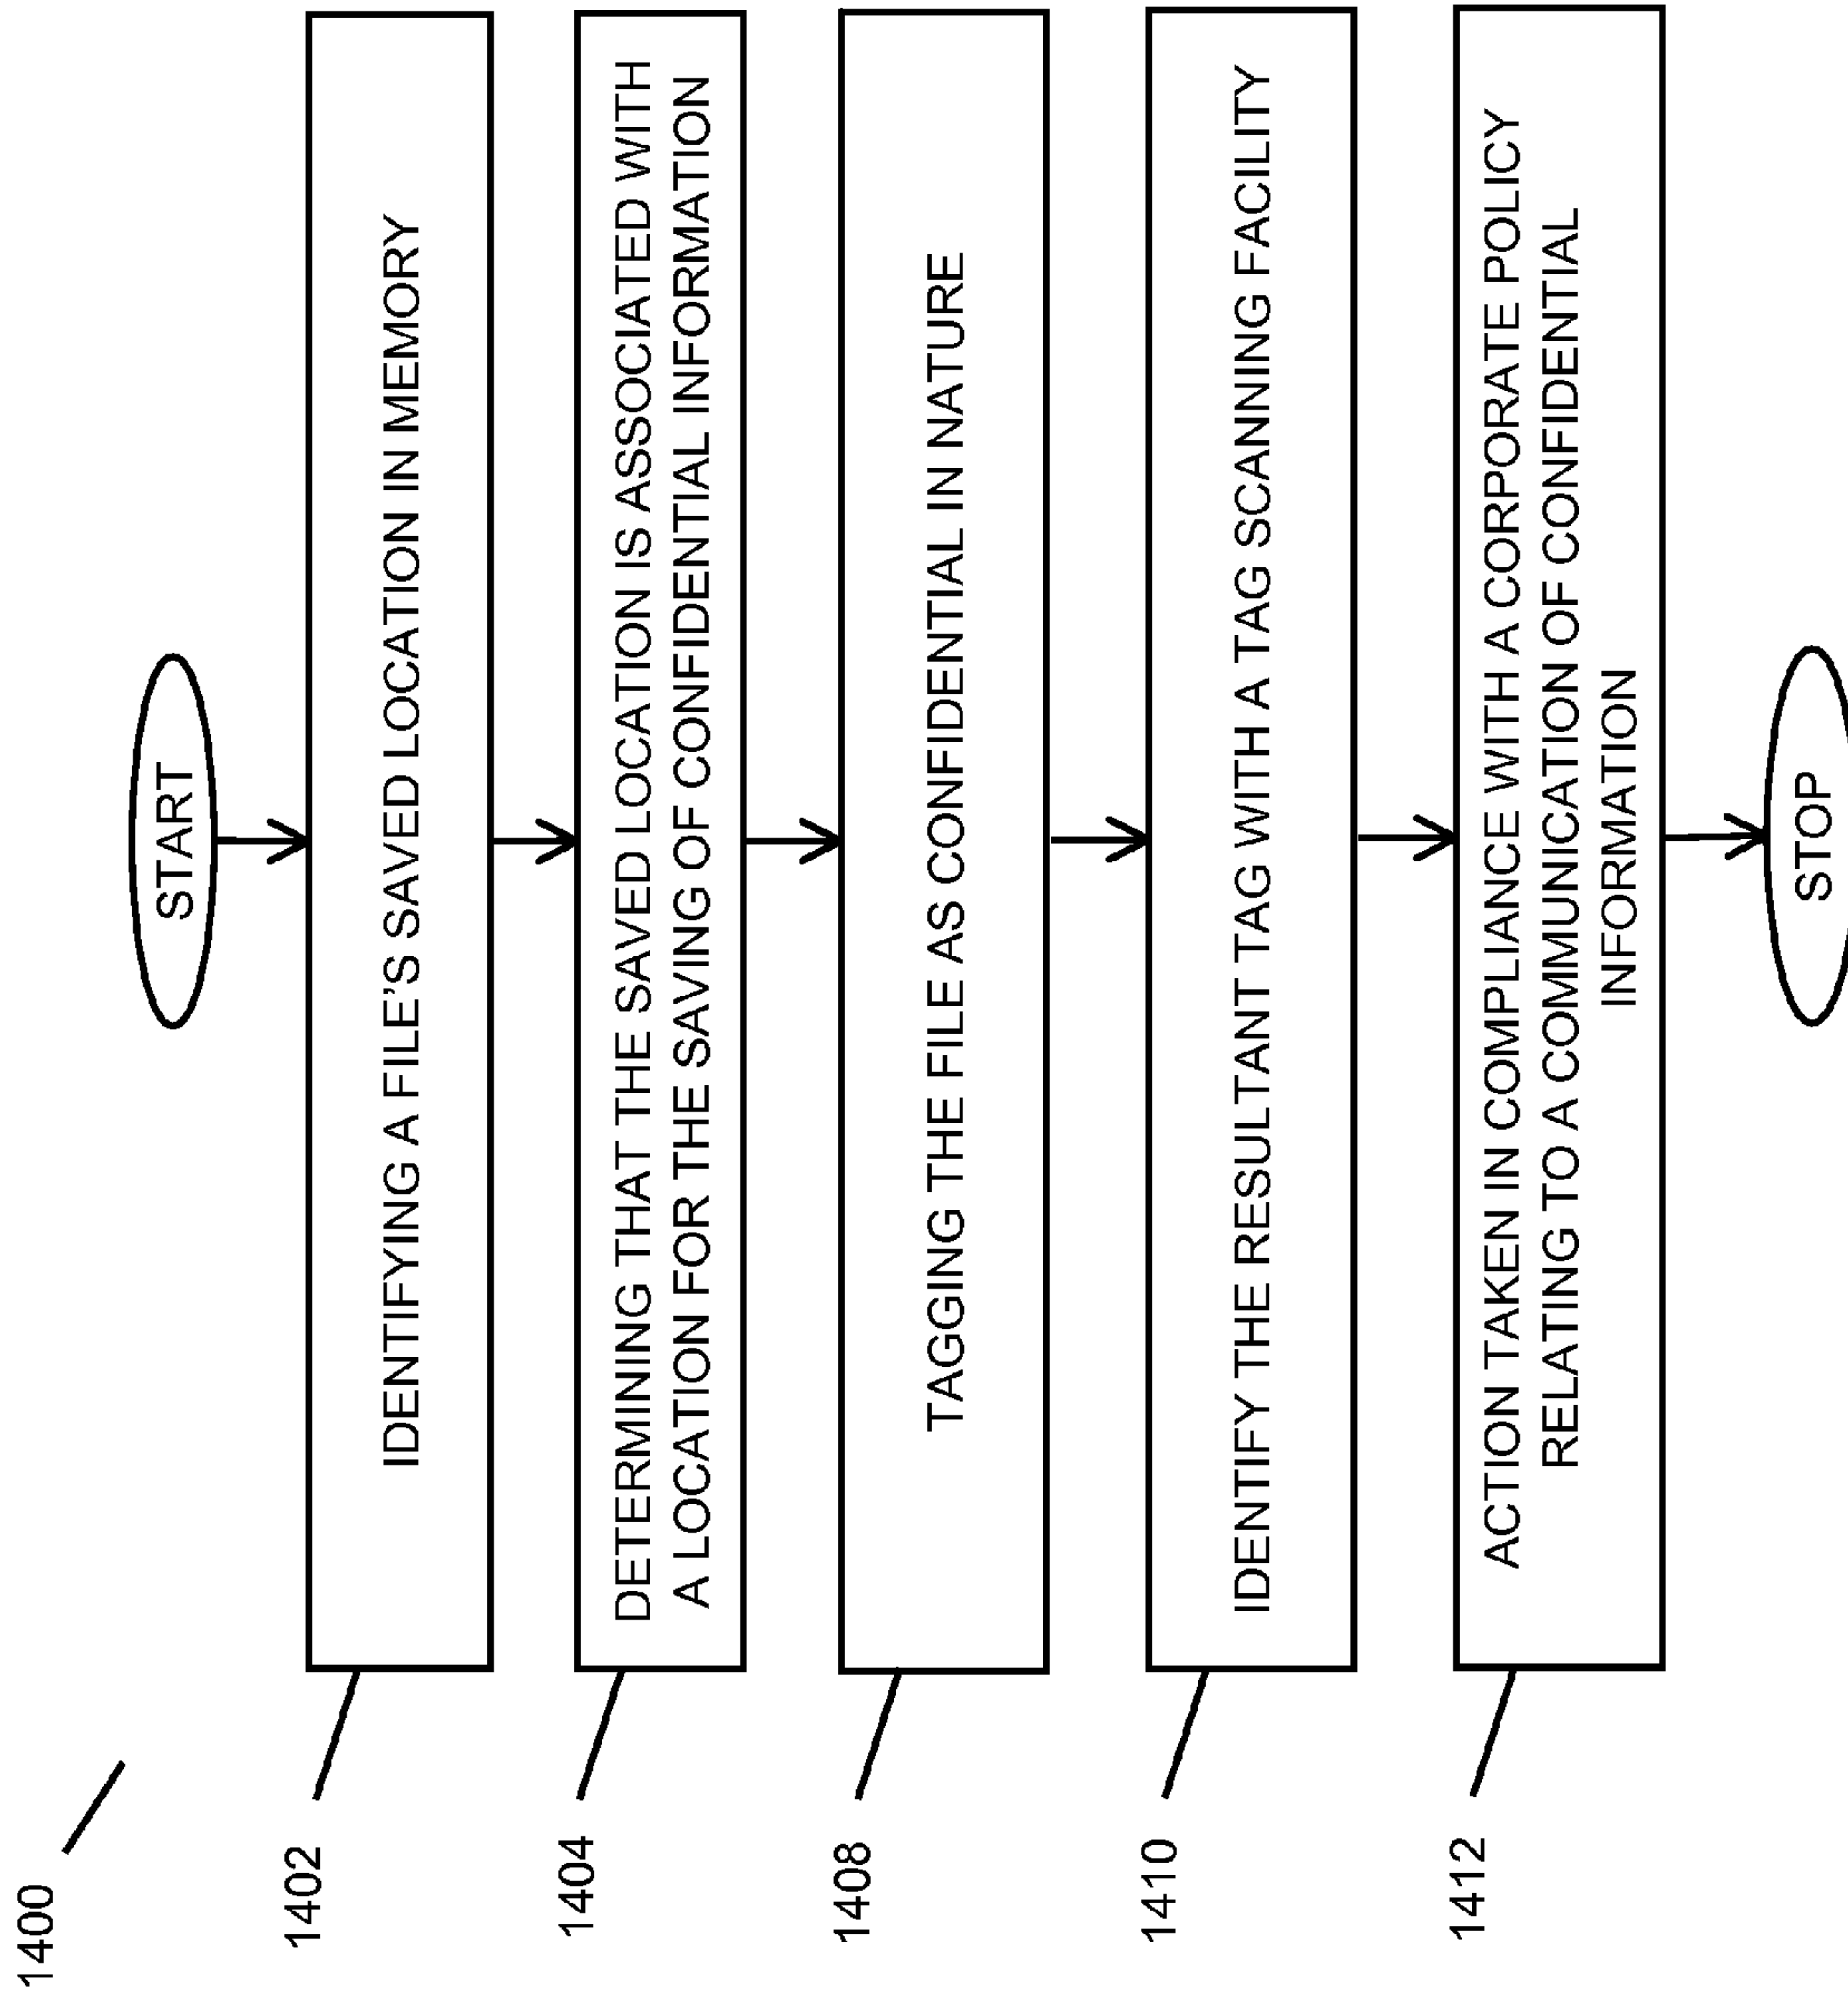 1400
START
1402
IDENTIFYING A FILE'S SAVED LOCATION IN MEMORY
1404
DETERMINING THAT THE SAVED LOCATION IS ASSOCIATED WITH
A LOCATION FOR THE SAVING OF CONFIDENTIAL INFORMATION
1408
TAGGING THE FILE AS CONFIDENTIAL IN NATURE
1410
IDENTIFY THE RESULTANT TAG WITH A TAG SCANNING FACILITY
1412
ACTION TAKEN IN COMPLIANCE WITH A CORPORATE POLICY
RELATING TO A COMMUNICATION OF CONFIDENTIAL
INFORMATION
STOP